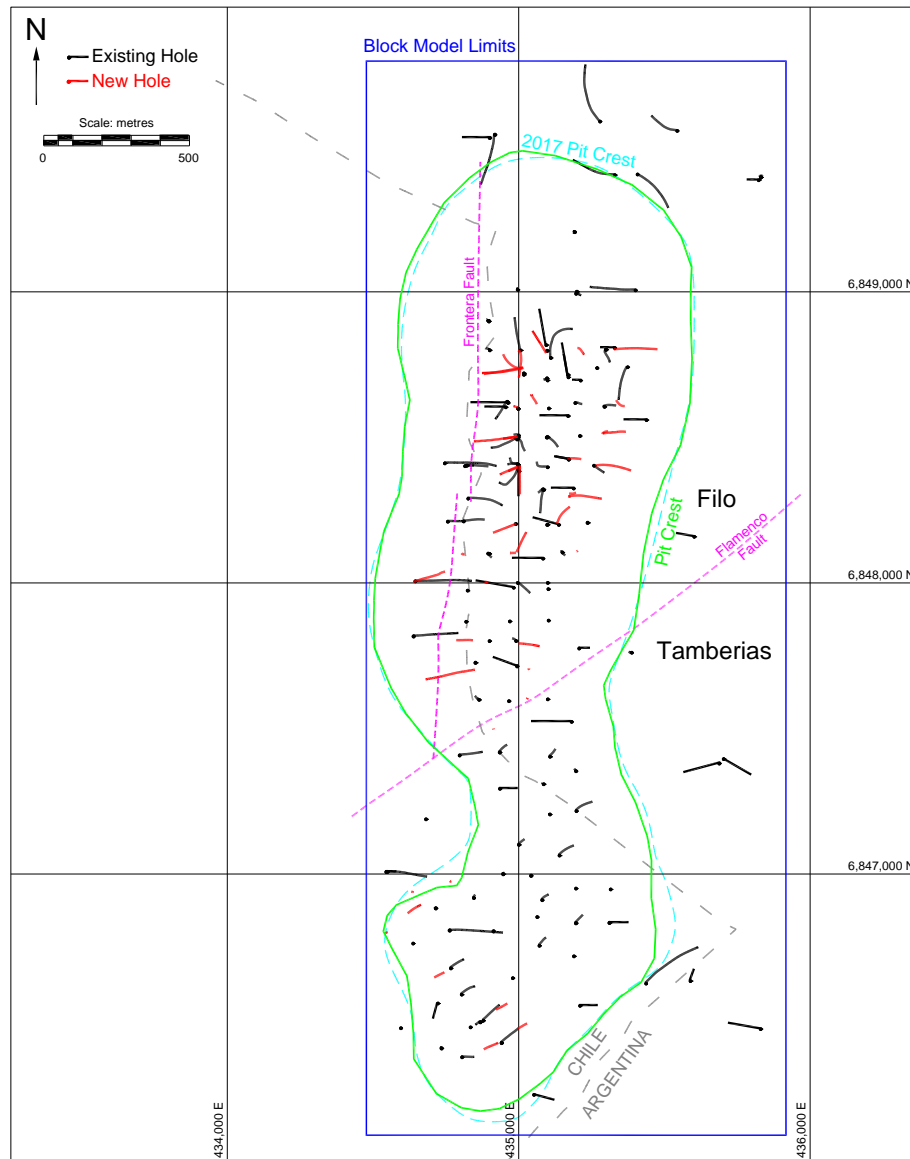 N
Existing Hole
New Hole
Scale: metres
0 500
Block Model Limits
2017 Pit Crest
Frontera Fault
6,849,000 N
Filo
Pit Crest
Flamenco
Fault
6,848,000 N
Tamberias
6,847,000 N
CHILE
ARGENTINA
434,000 E
435,000 E
436,000 E